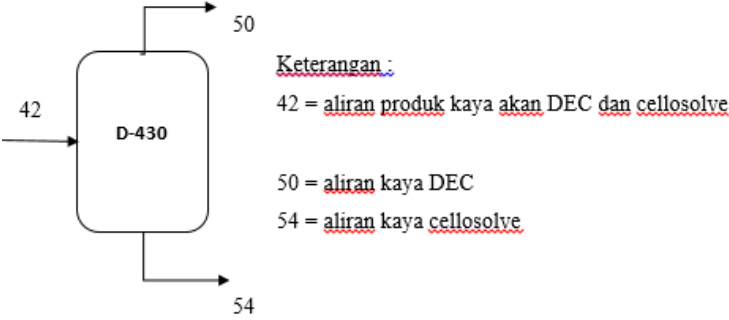 50
Keterangan :
42
42 = aliran produk kaya akan DEC dan cellosolve
D-430
50 = aliran kaya DEC
54 = aliran kaya cellosolve
54